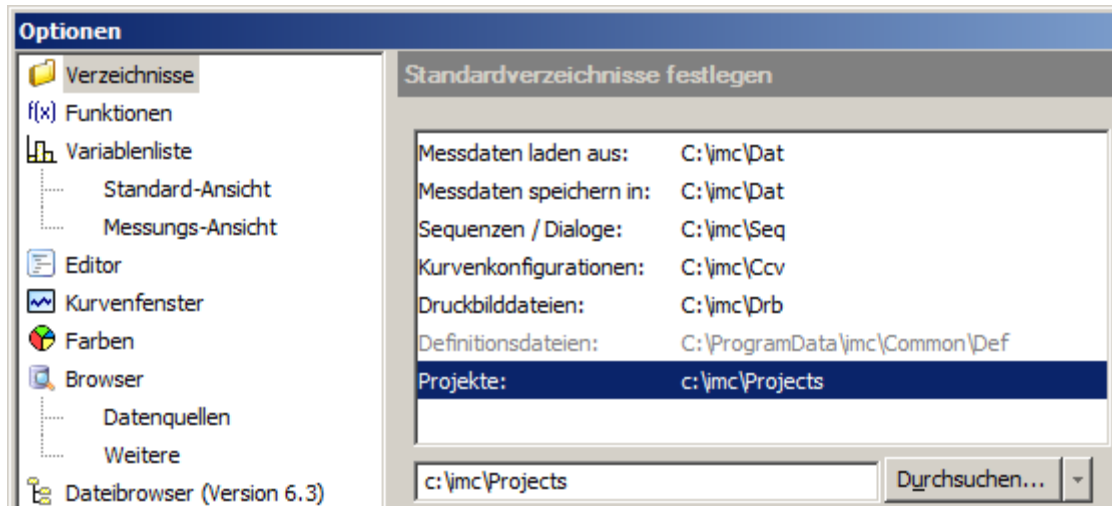 Optionen
Verzeichnisse
f(x) Funktionen
Variablenliste
Standard-Ansicht
Messungs-Ansicht
Editor
Kurvenfenster
Farben
Browser
Datenquellen
Weitere
Dateibrowser (Version 6.3)
Standardverzeichnisse festlegen
Messdaten laden aus: C:\imc\Dat
Messdaten speichern in: C:\imc\Dat
Sequenzen / Dialoge: C:\imc\Seq
Kurvenkonfigurationen: C:\imc\Ccv
Druckbilddateien: C:\imc\Drb
Definitionsdateien: C:\ProgramData\imc\Common\Def
Projekte: c:\imc\Projects
c:\imc\Projects Durchsuchen...